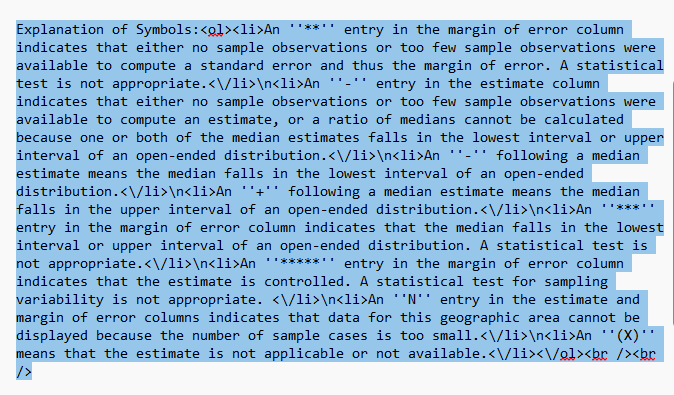 Explanation of Symbols:<ol><li>An ''**'' entry in the margin of error column
indicates that either no sample observations or too few sample observations were
available to compute a standard error and thus the margin of error. A statistical
test is not appropriate.<\/li>\n<li>An ''-'' entry in the estimate column
indicates that either no sample observations or too few sample observations were
available to compute an estimate, or a ratio of medians cannot be calculated
because one or both of the median estimates falls in the lowest interval or upper
interval of an open-ended distribution.<\/li>\n<li>An ''-'' following a median
estimate means the median falls in the lowest interval of an open-ended
distribution.<\/li>\n<li>An ''+'' following a median estimate means the median
falls in the upper interval of an open-ended distribution.<\/li>\n<li>An ''***''
entry in the margin of error column indicates that the median falls in the lowest
interval or upper interval of an open-ended distribution. A statistical test is
not appropriate.<\/li>\n<li>An ''*****'' entry in the margin of error column
indicates that the estimate is controlled. A statistical test for sampling
variability is not appropriate. <\/li>\n<li>An ''N'' entry in the estimate and
margin of error columns indicates that data for this geographic area cannot be
displayed because the number of sample cases is too small.<\/li>\n<li>An ''(X)''
means that the estimate is not applicable or not available.<\/li><\/ol><br /><br
/>